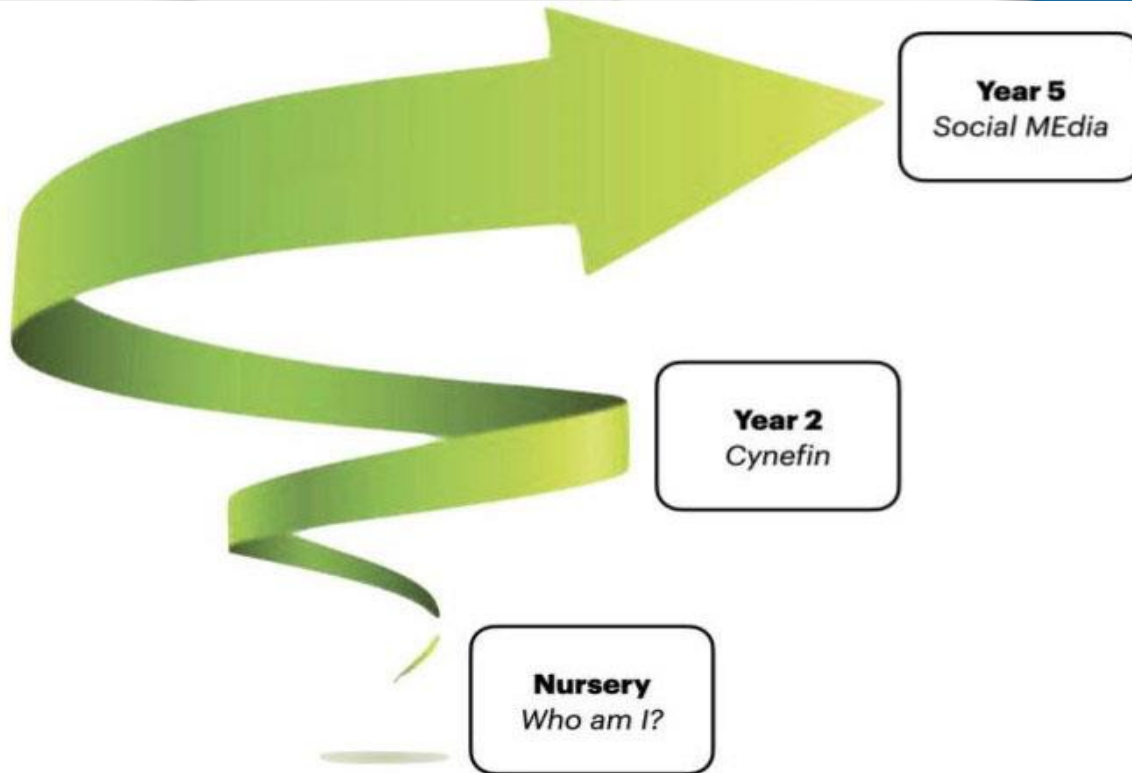 Year 5
Social MEdia
Year 2
Cynefin
Nursery
Who am I?